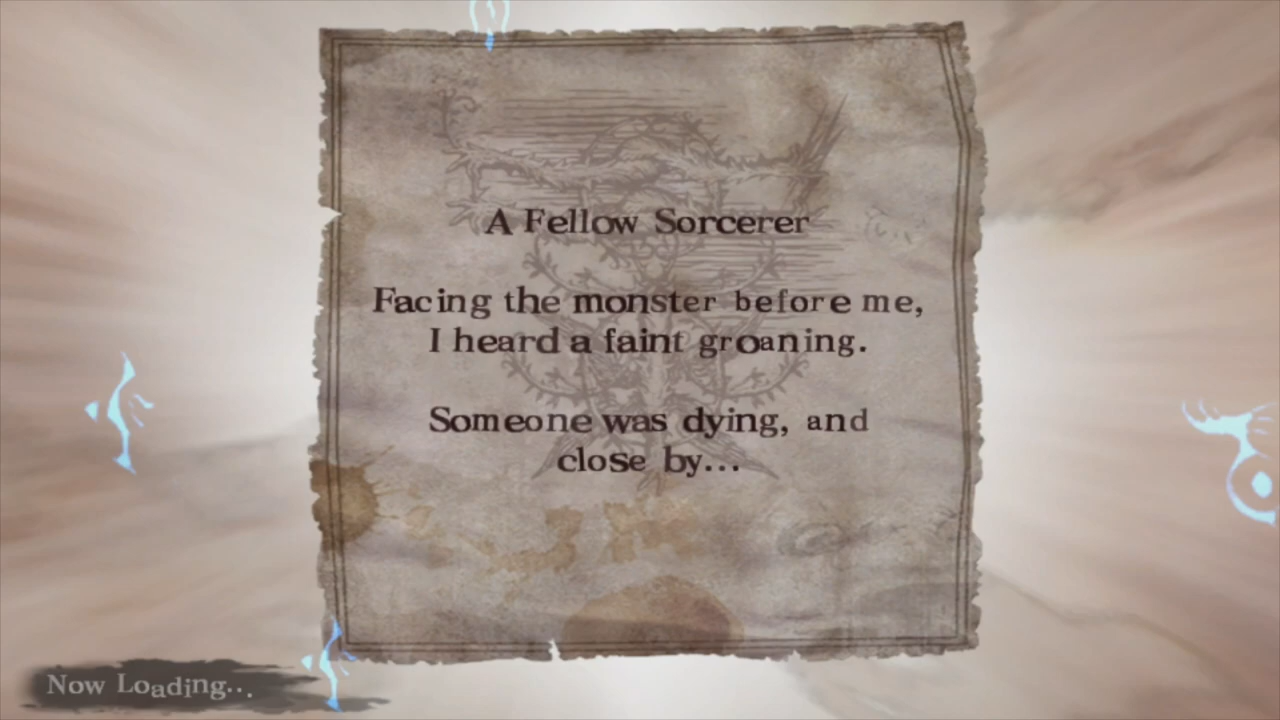 A Fellow Sorcerer
Facing the monster before me,
I heard a faint groaning.
Someone was dying, and
close by...
Now Loading...